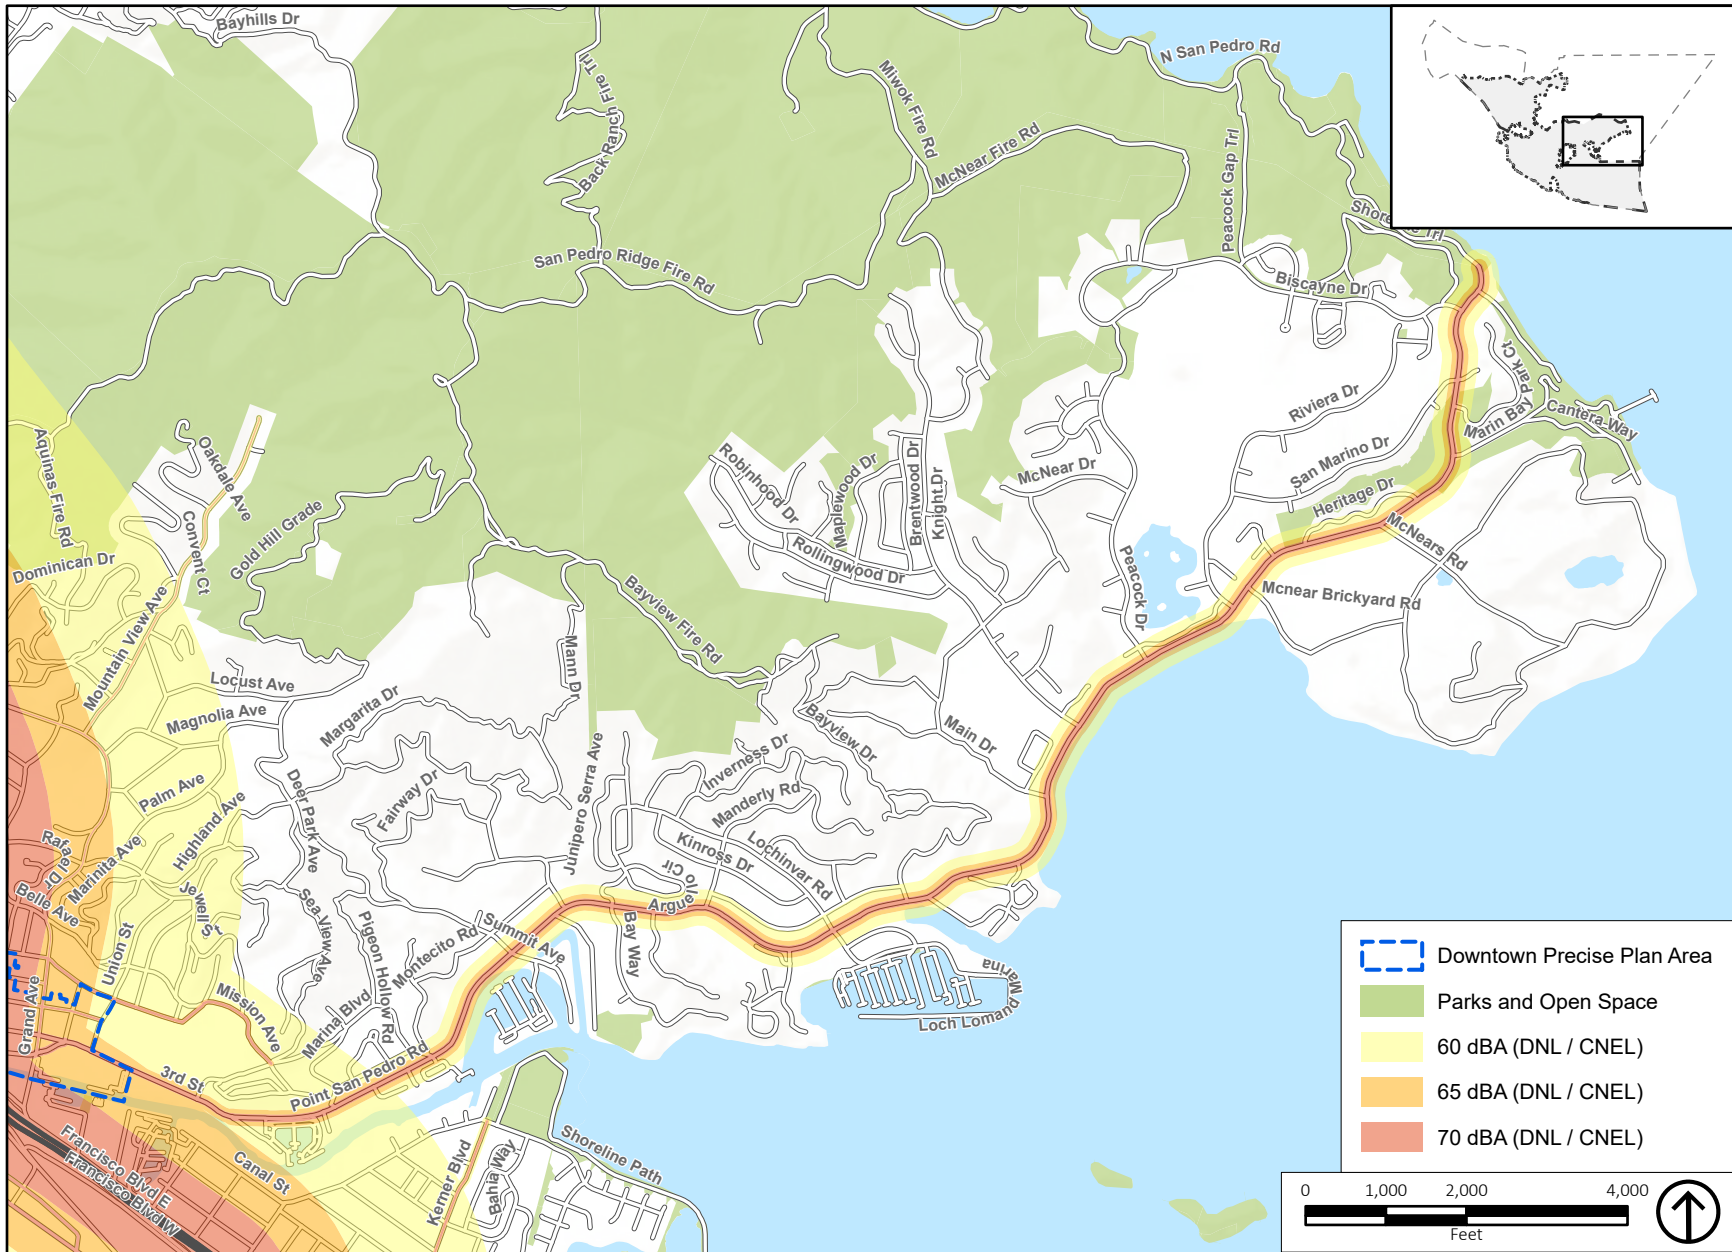 Bayhills Dr
Back Ranch Fire Trl
Miwok Fire Rd
N San Pedro Rd
McNear Fire Rd
Peacock Gap Trl
San Pedro Ridge Fire Rd
Biscayne Dr
Riviera Dr
Marin Bay Park Ct
Cantera Way
San Marino Dr
Heritage Dr
McNears Rd
Mcnear Brickyard Rd
McNear Dr
Peacock Dr
Knight Dr
Brentwood Dr
Maplewood Dr
Robinhood Dr
Rollingwood Dr
Aquinas Fire Rd
Oakdale Ave
Convent Ct
Gold Hill Grade
Dominican Dr
Mountain View Ave
Bayview Fire Rd
Mann Dr
Locust Ave
Magnolia Ave
Margarita Dr
Main Dr
Bayview Dr
Inverness Dr
Manderly Rd
Palm Ave
Highland Ave
Deer Park Ave
Fairway Dr
Junipero Serra Ave
Kinross Dr
Lochinvar Rd
Arguello Cir
Rafael Dr
Marinita Ave
Belle Ave
Jewell St
Sea View Ave
Pigeon Hollow Rd
Montecito Rd
Summit Ave
Bay Way
Union St
Mission Ave
Marina Blvd
Grand Ave
3rd St
Point San Pedro Rd
Loch Lomand
Marina
Francisco Blvd E
Francisco Blvd W
Canal St
Kerner Blvd
Bahia Way
Shoreline Path
Downtown Precise Plan Area
Parks and Open Space
60 dBA (DNL / CNEL)
65 dBA (DNL / CNEL)
70 dBA (DNL / CNEL)
0 1,000 2,000 4,000
Feet